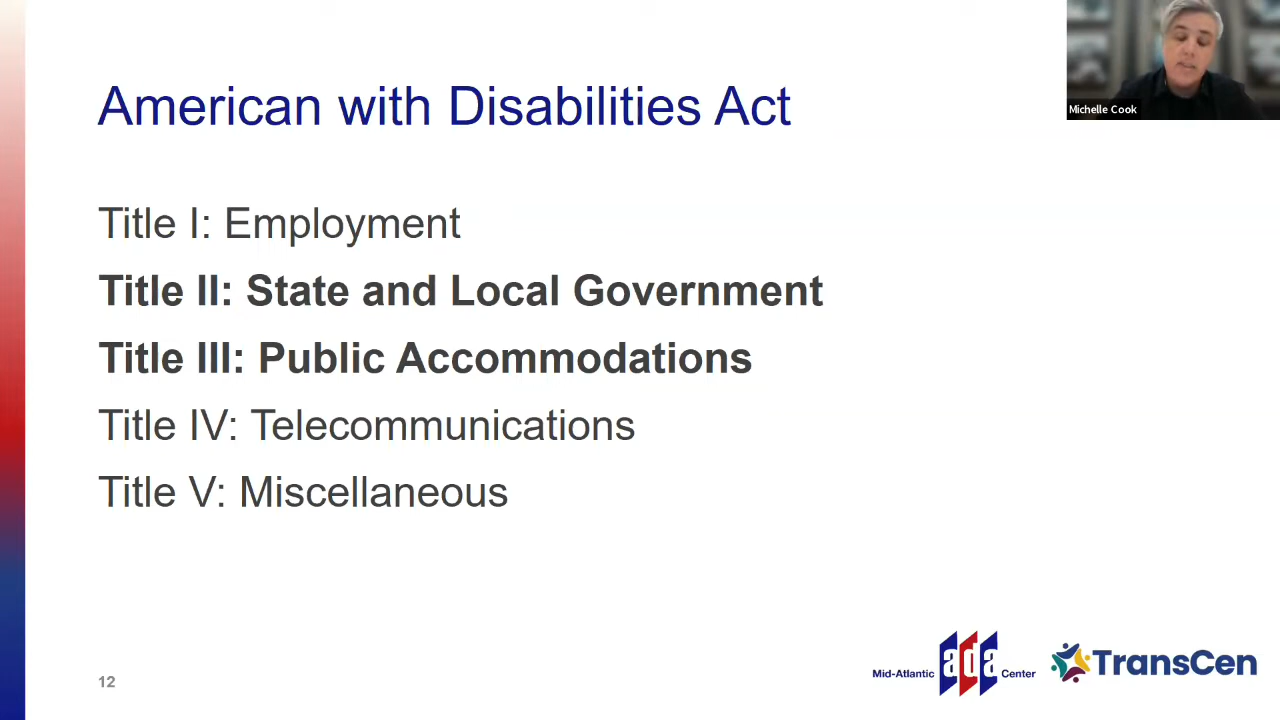 Michelle Cook
American with Disabilities Act
Title I: Employment
Title II: State and Local Government
Title III: Public Accommodations
Title IV: Telecommunications
Title V: Miscellaneous
12
Mid-Atlantic ada Center
TransCen